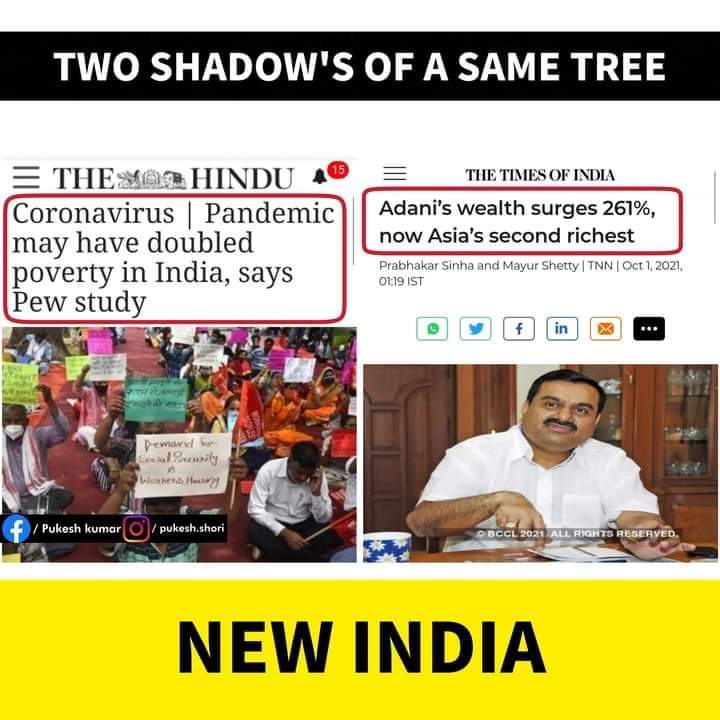 TWO SHADOW'S OF A SAME TREE
THE HINDU
15
Coronavirus | Pandemic
may have doubled
poverty in India, says
Pew study
Demand for
Social Security
Workers Housing
/ Pukesh kumar / pukesh.shori
THE TIMES OF INDIA
Adani's wealth surges 261%,
now Asia's second richest
Prabhakar Sinha and Mayur Shetty | TNN | Oct 1, 2021,
01:19 IST
© BCCL 2021. ALL RIGHTS RESERVED.
NEW INDIA